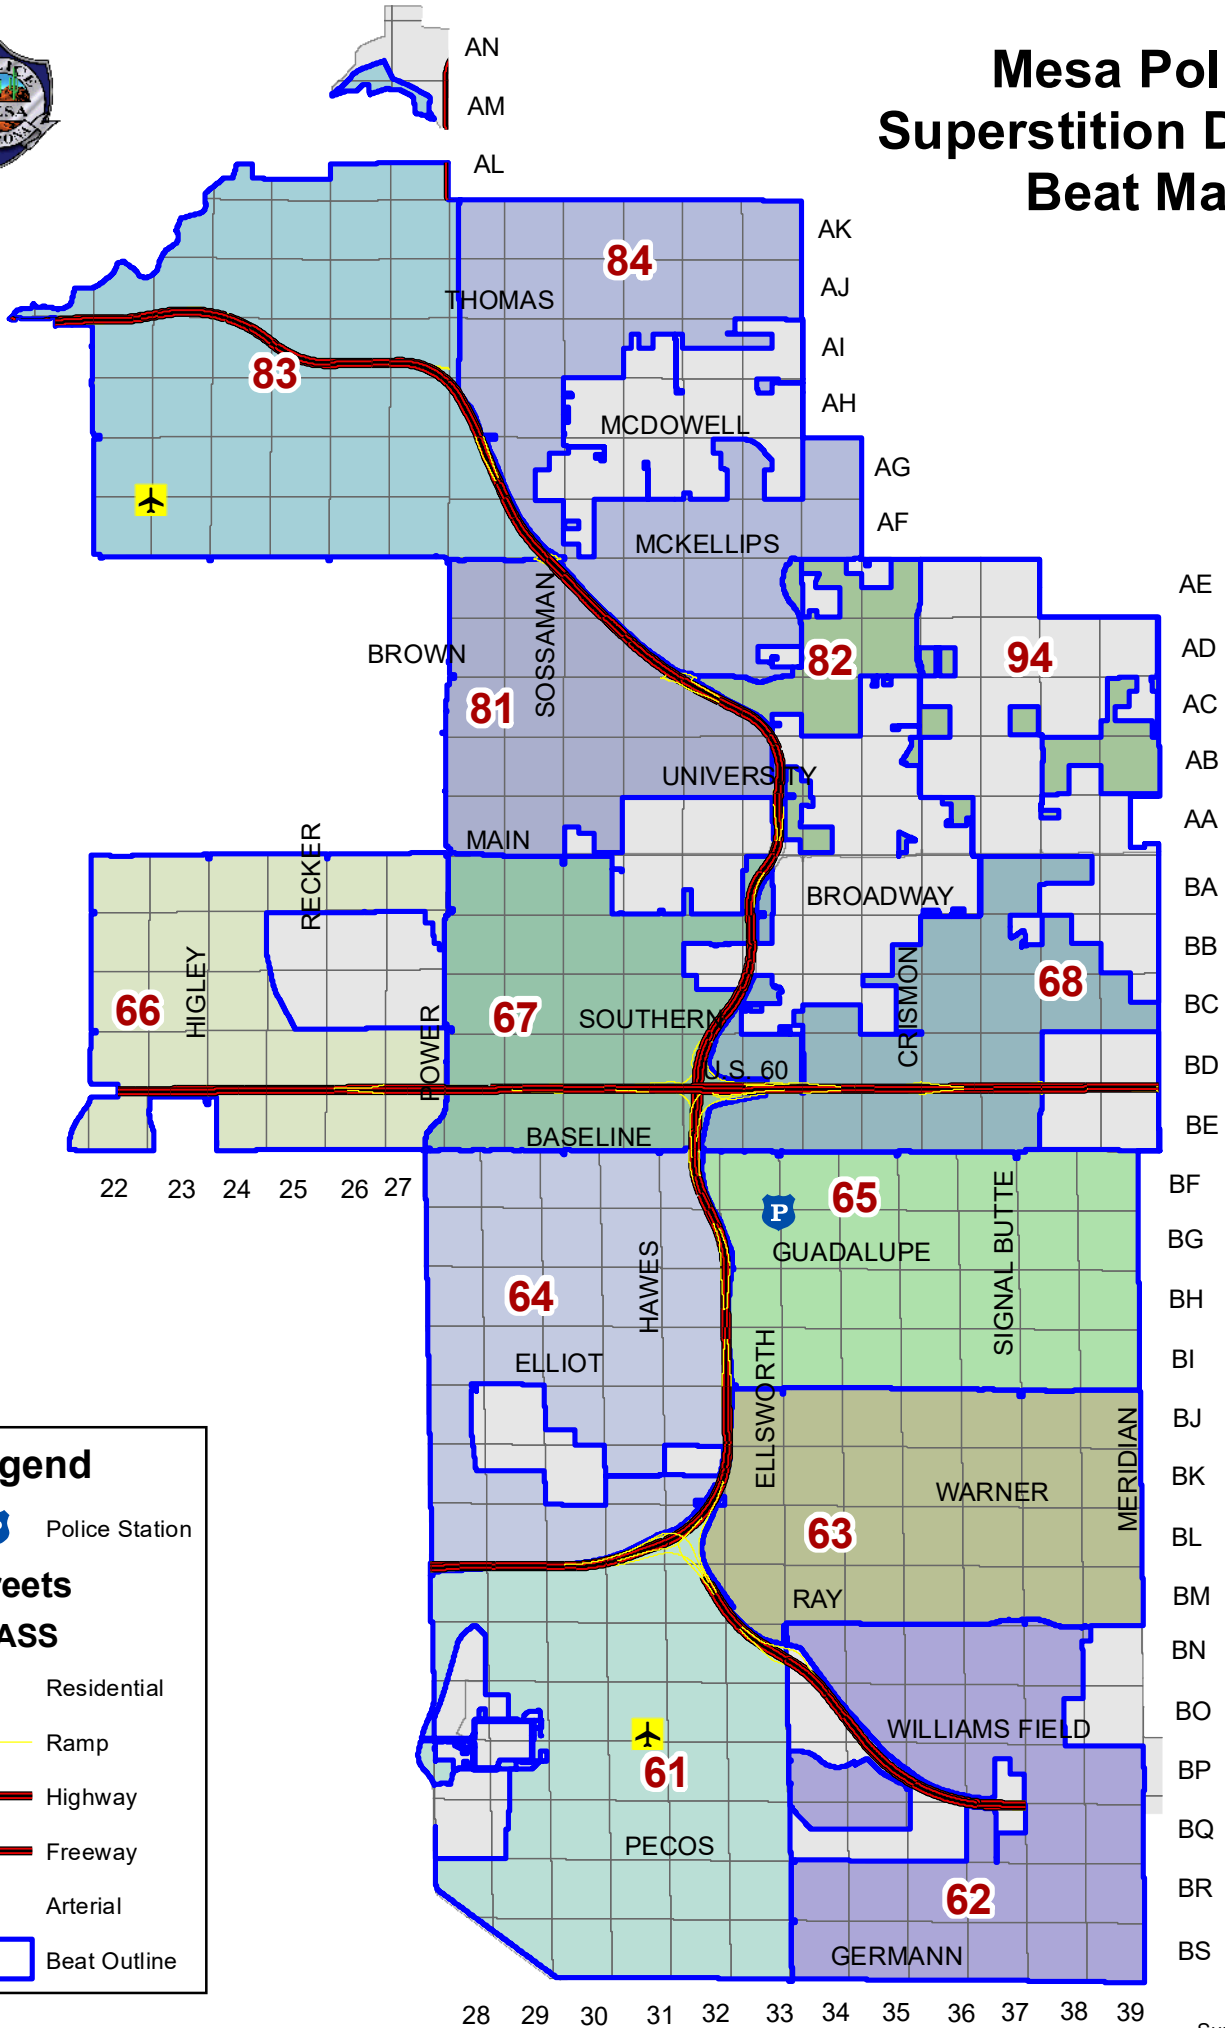 AN
Mesa Pol
AM
Superstition D
AL
Beat Ma
AK
84
AJ
THOMAS
AI
83
AH
MCDOWELL
AG
AF
MCKELLIPS
AE
SOSSAMAN
BROWN
82
94
AD
81
AC
UNIVERSITY
AB
MAIN
AA
RECKER
BROADWAY
BA
HIGLEY
BB
66
67
CRISMON
68
SOUTHERN
BC
POWER
U.S. 60
BD
BASELINE
BE
22 23 24 25 26 27
65
BF
P
GUADALUPE
SIGNAL BUTTE
BG
HAWES
64
BH
ELLIOT
ELLSWORTH
BI
BJ
MERIDIAN
gend
WARNER
BK
Police Station
63
BL
reets
RAY
BM
ASS
BN
Residential
BO
WILLIAMS FIELD
Ramp
61
BP
Highway
BQ
PECOS
Freeway
BR
62
Arterial
GERMANN
BS
Beat Outline
28 29 30 31 32 33 34 35 36 37 38 39